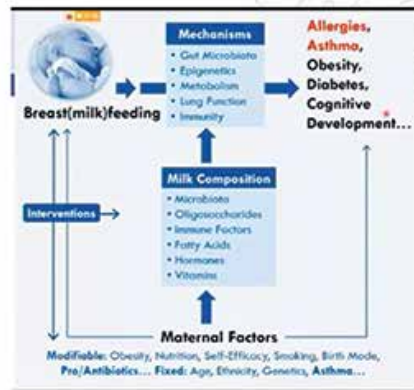 Mechanisms
• Gut Microbiota
• Epigenetics
• Metabolism
• Lung Function
• Immunity
Allergies,
Asthma,
Obesity,
Diabetes,
Cognitive
Development...
Breast(milk)feeding
Milk Composition
• Microbiota
• Oligosaccharides
• Immune Factors
• Fatty Acids
• Hormones
• Vitamins
Interventions
Maternal Factors
Modifiable: Obesity, Nutrition, Self-Efficacy, Smoking, Birth Mode,
Pro/Antibiotics... Fixed: Age, Ethnicity, Genetics, Asthma...